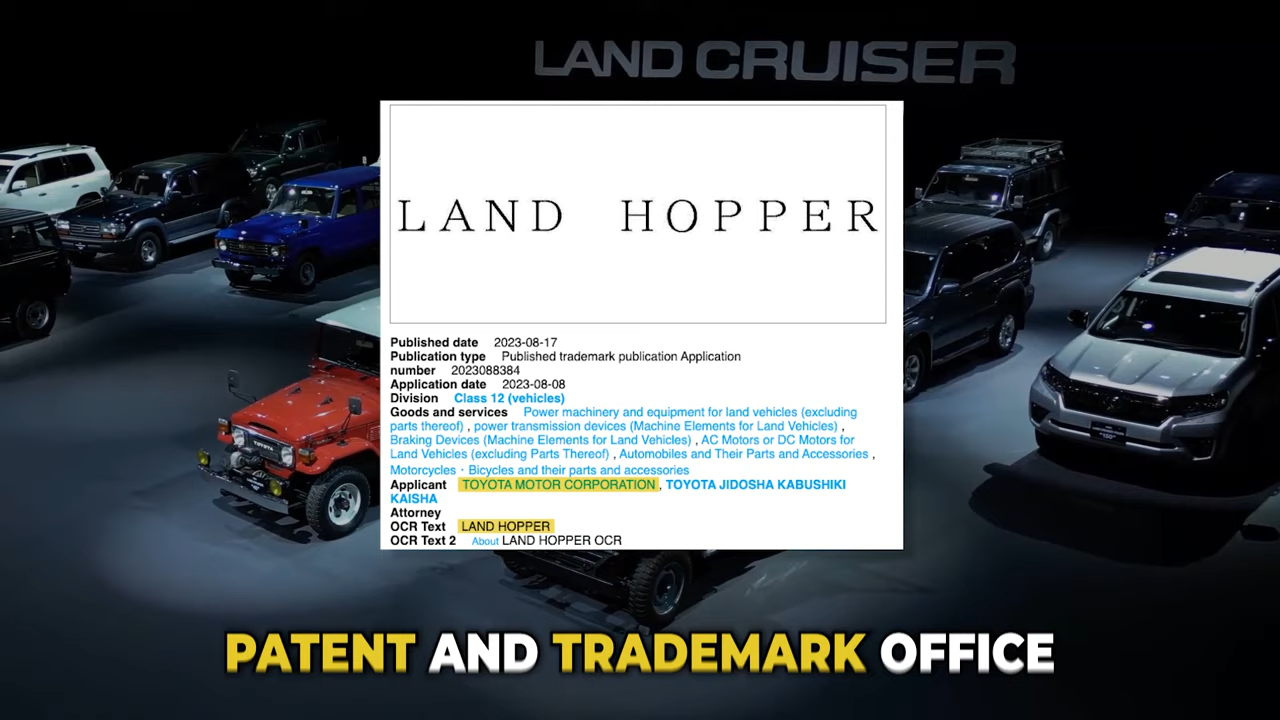 LAND CRUISER
LAND HOPPER
Published date 2023-08-17
Publication type Published trademark publication Application
number 2023088384
Application date 2023-08-08
Division Class 12 (vehicles)
Goods and services Power machinery and equipment for land vehicles (excluding
parts thereof) , power transmission devices (Machine Elements for Land Vehicles) ,
Braking Devices (Machine Elements for Land Vehicles) , AC Motors or DC Motors for
Land Vehicles (excluding Parts Thereof) , Automobiles and Their Parts and Accessories ,
Motorcycles・Bicycles and their parts and accessories
Applicant TOYOTA MOTOR CORPORATION, TOYOTA JIDOSHA KABUSHIKI
KAISHA
Attorney
OCR Text LAND HOPPER
OCR Text 2 About LAND HOPPER OCR
TOYOTA
PATENT AND TRADEMARK OFFICE